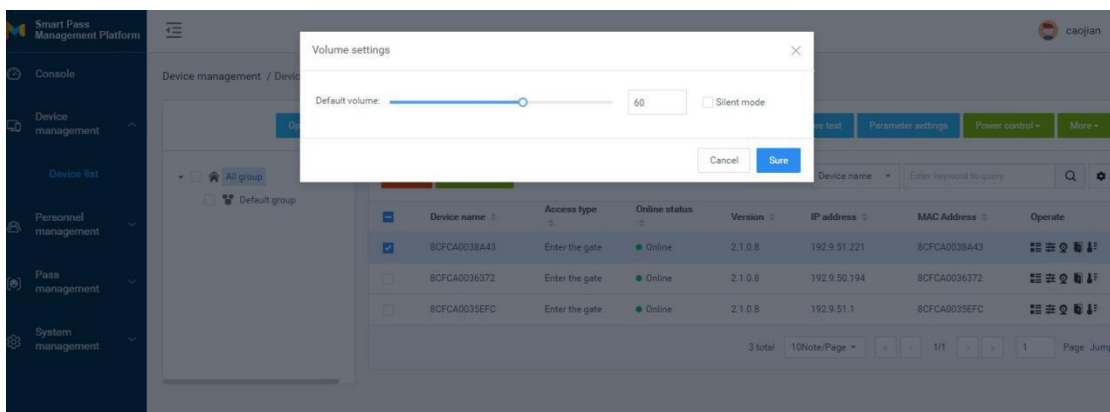 Smart Pass
Management Platform
caojian
Console
Device management / Devic
Volume settings
Default volume:
60
Silent mode
Cancel
Sure
Device
management
Op
re test
Parameter settings
Power control
More
Device list
All group
Default group
Device name
Enter keyword to query
Personnel
management
Pass
management
System
management
Device name Access type Online status Version IP address MAC Address Operate
8CFCA0038A43 Enter the gate Online 2.1.0.8 192.9.51.221 8CFCA0038A43
8CFCA0036372 Enter the gate Online 2.1.0.8 192.9.50.194 8CFCA0036372
8CFCA0035EFC Enter the gate Online 2.1.0.8 192.9.51.1 8CFCA0035EFC
3 total 10Note/Page 1/1 1 Page Jump